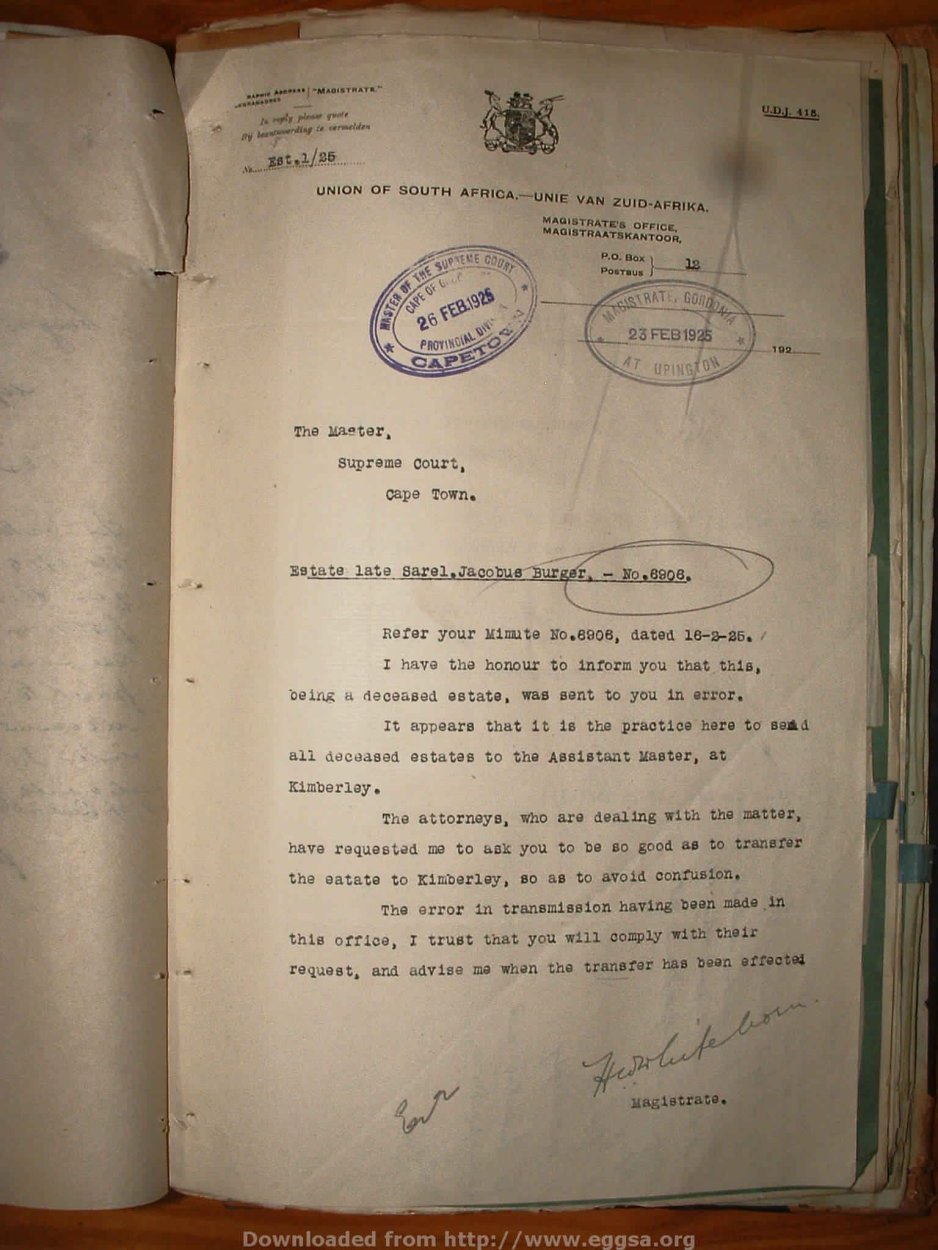 "MAGISTRATE."
In reply please quote
Bij beantwoording te vermelden
No. Est.1/25
U.D.J. 418.
UNION OF SOUTH AFRICA.—UNIE VAN ZUID-AFRIKA.
MAGISTRATE'S OFFICE,
MAGISTRAATSKANTOOR,
P.O. Box
Postbus
12
MASTER OF THE SUPREME COURT
CAPE OF
26 FEB.1925
PROVINCIAL
CAPETOWN
MAGISTRATE, GORDONIA
23 FEB 1925
AT UPINGTON
192
The Master,
Supreme Court,
Cape Town.
Estate late Sarel.Jacobus Burger. - No.6906.
Refer your Minute No.6906, dated 16-2-25.
I have the honour to inform you that this,
being a deceased estate, was sent to you in error.
It appears that it is the practice here to send
all deceased estates to the Assistant Master, at
Kimberley.
The attorneys, who are dealing with the matter,
have requested me to ask you to be so good as to transfer
the eatate to Kimberley, so as to avoid confusion.
The error in transmission having been made in
this office, I trust that you will comply with their
request, and advise me when the transfer has been effected
Magistrate.
Downloaded from http://www.eggsa.org